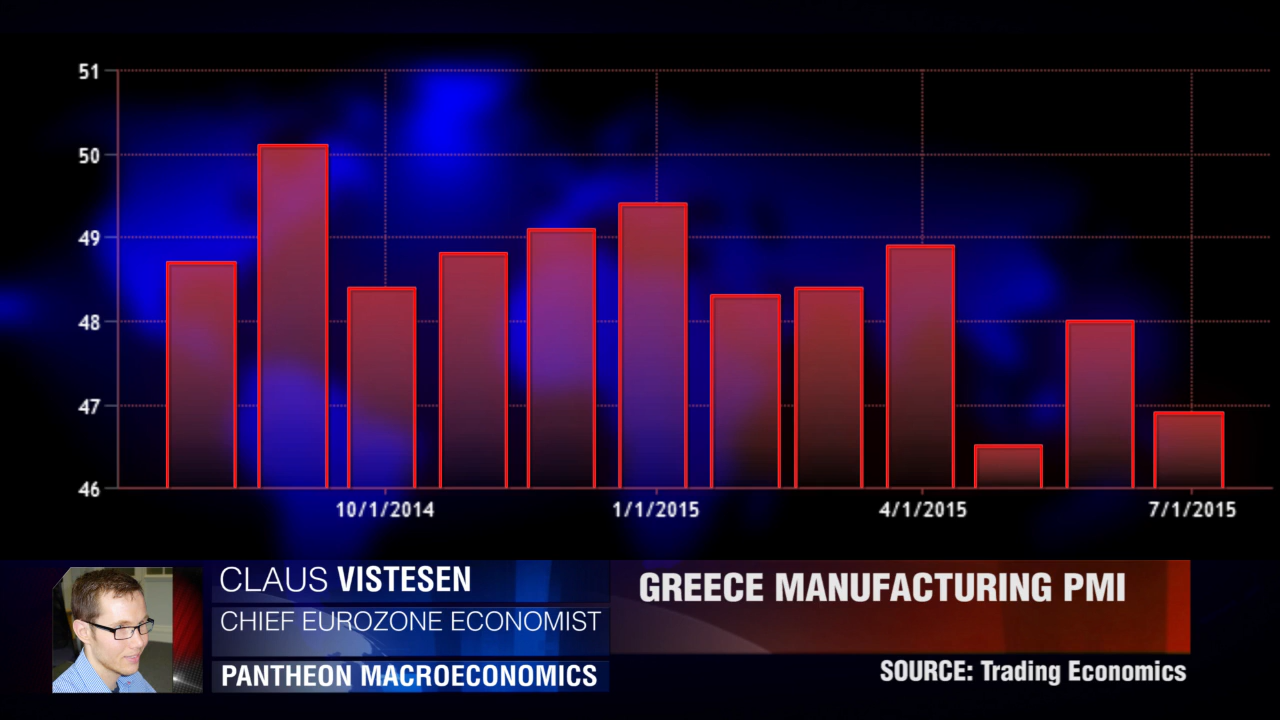 51
50
49
48
47
46
10/1/2014
1/1/2015
4/1/2015
7/1/2015
CLAUS VISTESEN
CHIEF EUROZONE ECONOMIST
PANTHEON MACROECONOMICS
GREECE MANUFACTURING PMI
SOURCE: Trading Economics